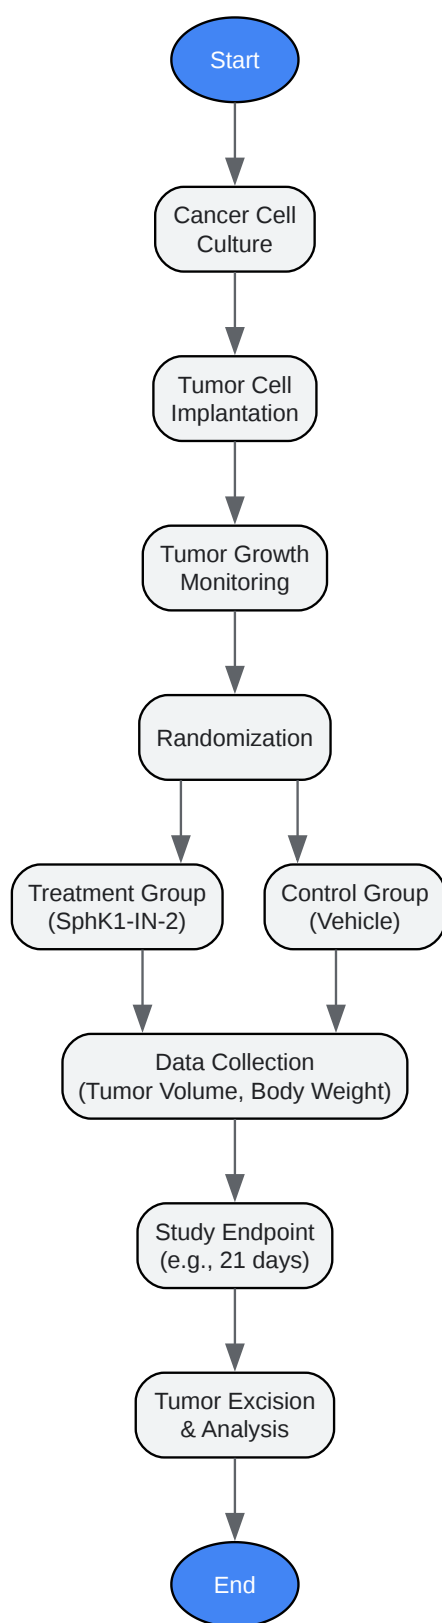 Start
Cancer Cell
Culture
Tumor Cell
Implantation
Tumor Growth
Monitoring
Randomization
Treatment Group
(SphK1-IN-2)
Control Group
(Vehicle)
Data Collection
(Tumor Volume, Body Weight)
Study Endpoint
(e.g., 21 days)
Tumor Excision
& Analysis
End